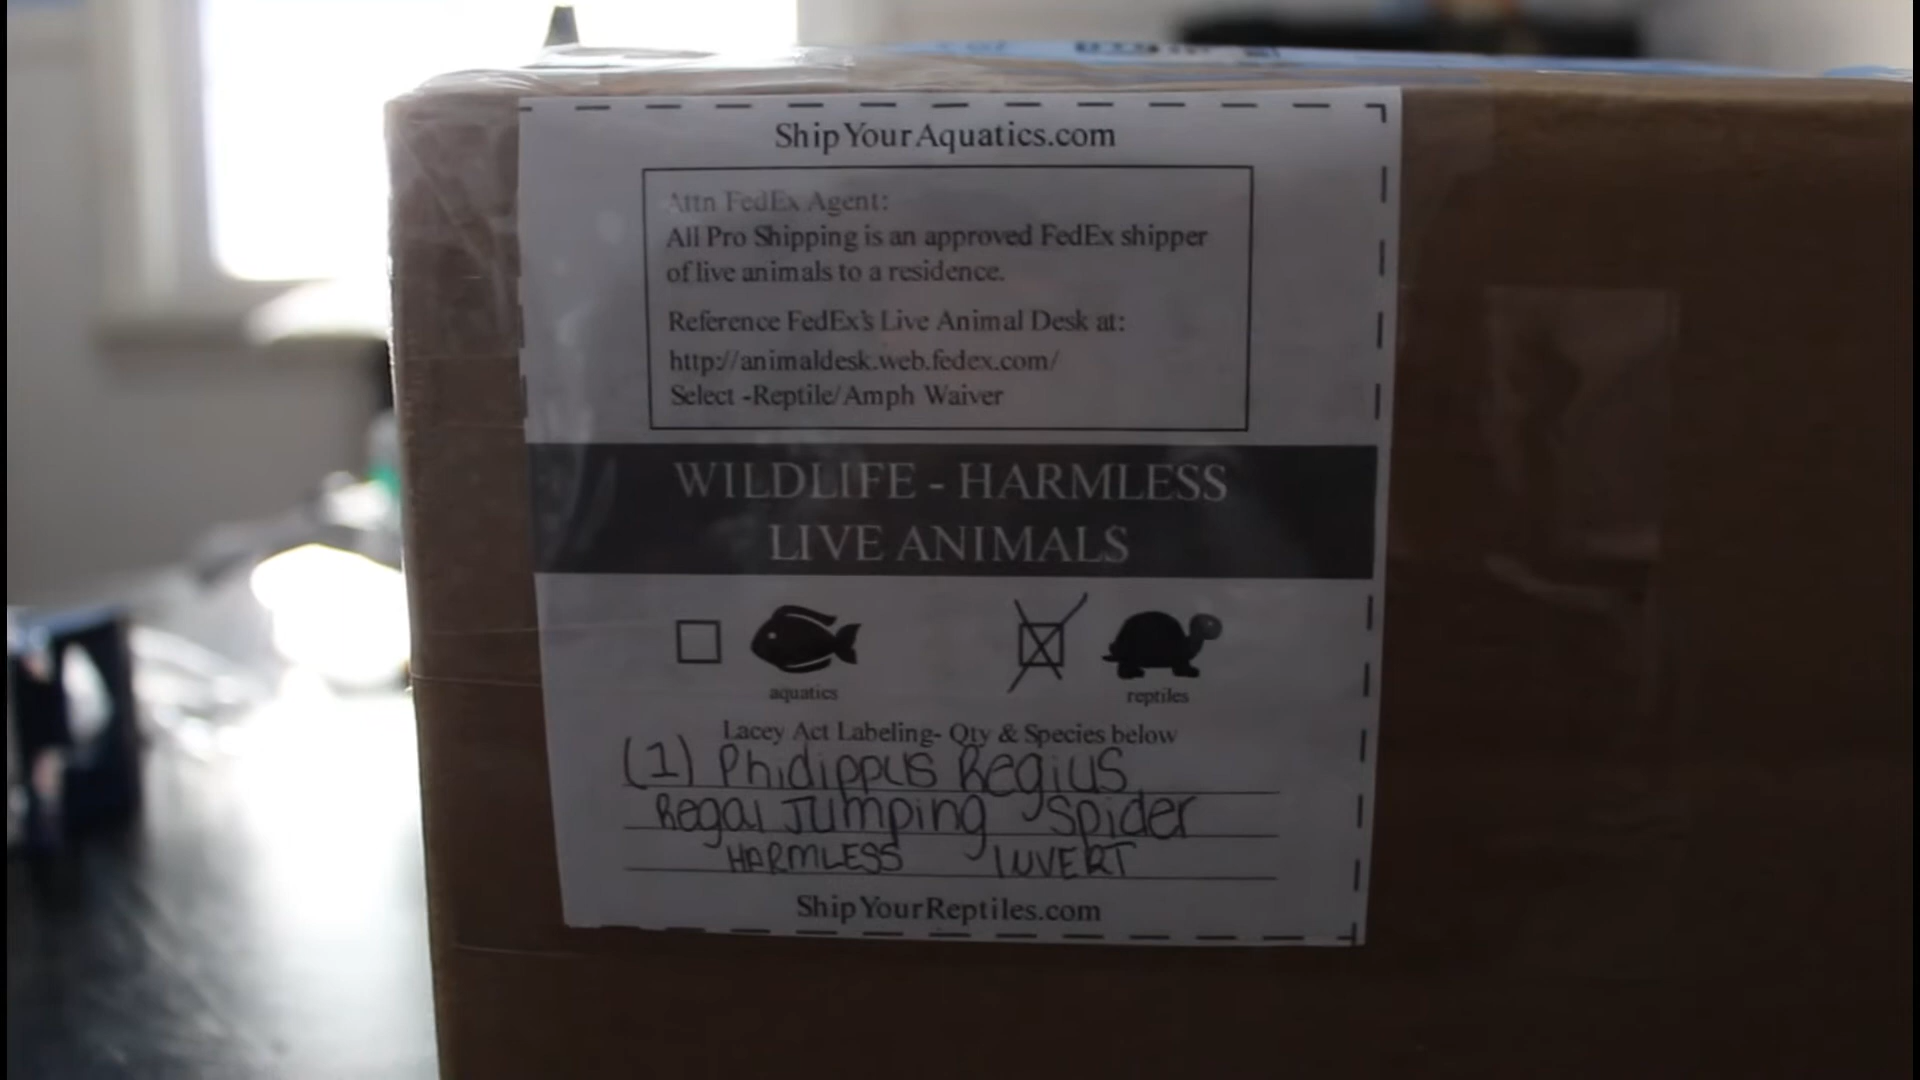 ShipYourAquatics.com
Attn FedEx Agent:
All Pro Shipping is an approved FedEx shipper
of live animals to a residence.
Reference FedEx's Live Animal Desk at:
http://animaldesk.web.fedex.com/
Select -Reptile/Amph Waiver
WILDLIFE - HARMLESS
LIVE ANIMALS
aquatics
reptiles
Lacey Act Labeling- Qty & Species below
(1) Phidippus Regius
Regal Jumping Spider
HARMLESS INVERT
ShipYourReptiles.com